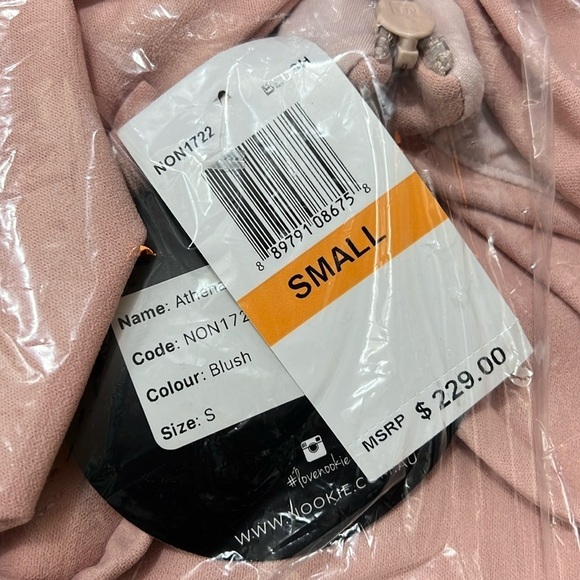 NON1722
BLUSH
8 89791 08675 8
SMALL
MSRP $ 229.00
Name: Athena
Code: NON172
Colour: Blush
Size: S
#lovenookie
WWW.NOOKIE.COM.AU